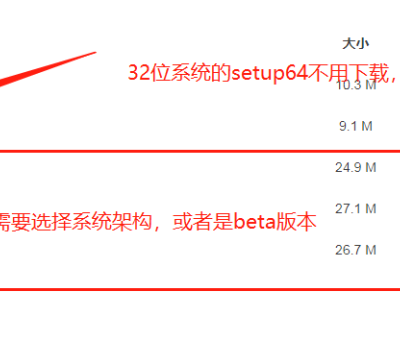 大小
32位系统的setup64不用下载，
10.3 M
9.1 M
24.9 M
27.1 M
需要选择系统架构，或者是beta版本
26.7 M